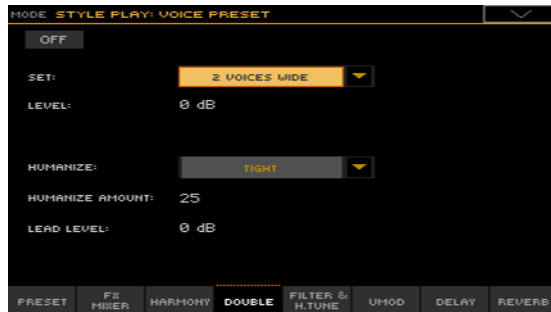 MODE STYLE PLAY: VOICE PRESET
OFF
SET: 2 VOICES WIDE
LEVEL: 0 dB
HUMANIZE: TIGHT
HUMANIZE AMOUNT: 25
LEAD LEVEL: 0 dB
PRESET FX MIXER HARMONY DOUBLE FILTER & H.TUNE UMOD DELAY REVERB